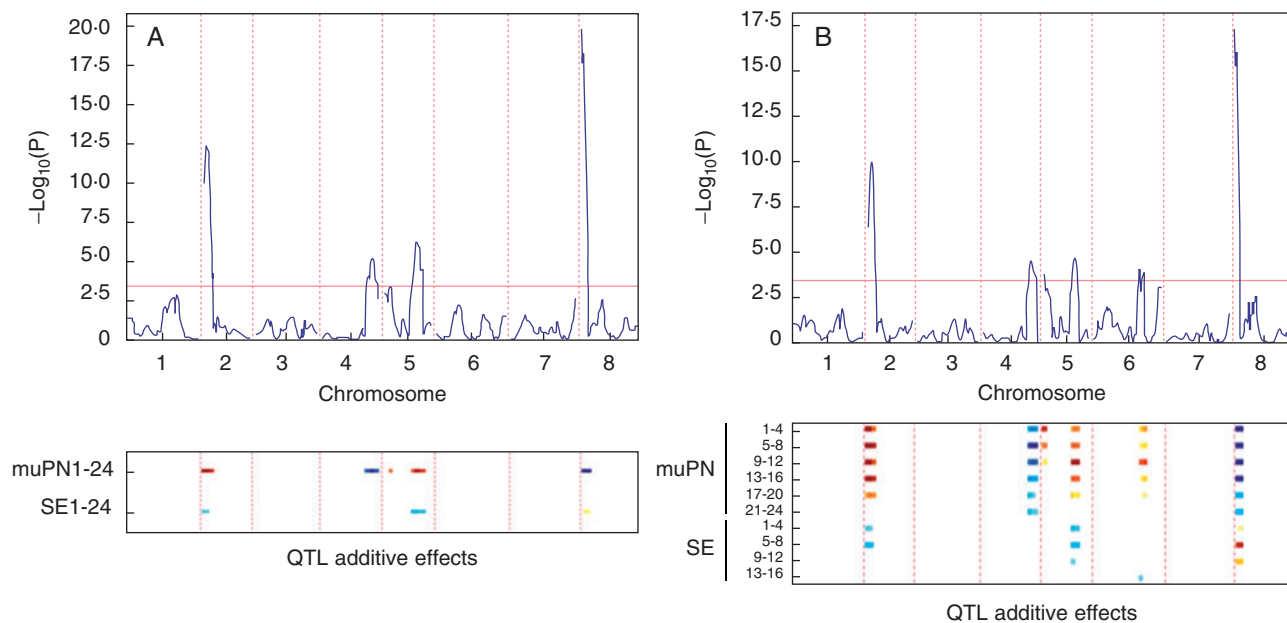 A
20·0
17·5
15·0
12·5
10·0
7·5
5·0
2·5
0
−Log10(P)
1 2 3 4 5 6 7 8
Chromosome
muPN1-24
SE1-24
QTL additive effects
B
17·5
15·0
12·5
10·0
7·5
5·0
2·5
0
−Log10(P)
1 2 3 4 5 6 7 8
Chromosome
muPN
1-4
5-8
9-12
13-16
17-20
21-24
SE
1-4
5-8
9-12
13-16
QTL additive effects